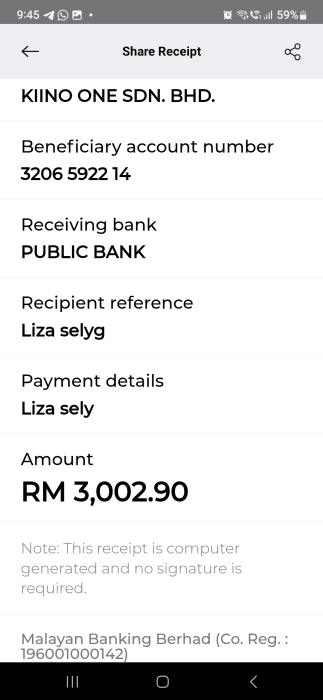 9:45
59%
Share Receipt
KIINO ONE SDN. BHD.
Beneficiary account number
3206 5922 14
Receiving bank
PUBLIC BANK
Recipient reference
Liza selyg
Payment details
Liza sely
Amount
RM 3,002.90
Note: This receipt is computer
generated and no signature is
required.
Malayan Banking Berhad (Co. Reg. :
196001000142)